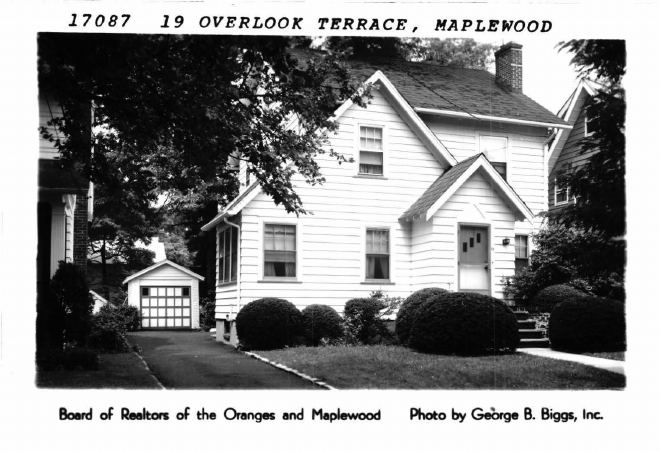 17087 19 OVERLOOK TERRACE, MAPLEWOOD
Board of Realtors of the Oranges and Maplewood Photo by George B. Biggs, Inc.